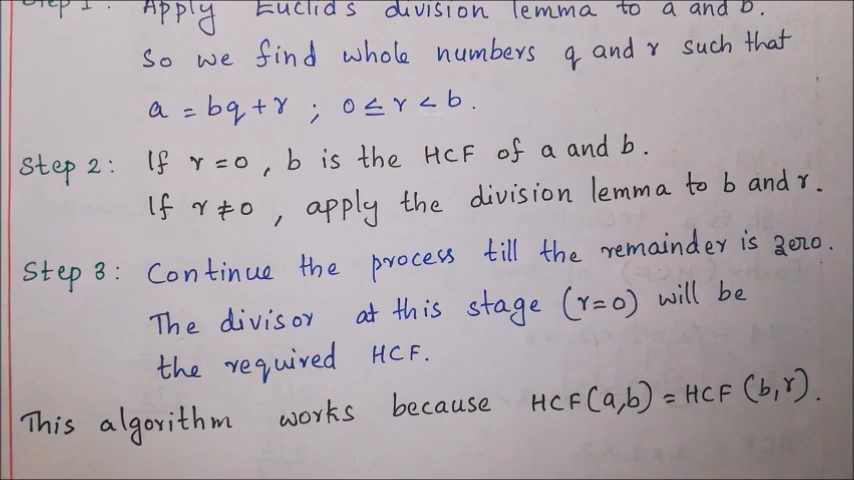 Step 1: Apply Euclid's division lemma to a and b.
So we find whole numbers q and r such that
a = bq + r ; 0 ≤ r < b.
Step 2: If r = 0, b is the HCF of a and b.
If r ≠ 0, apply the division lemma to b and r.
Step 3: Continue the process till the remainder is zero.
The divisor at this stage (r=0) will be
the required HCF.
This algorithm works because HCF(a,b) = HCF (b,r).